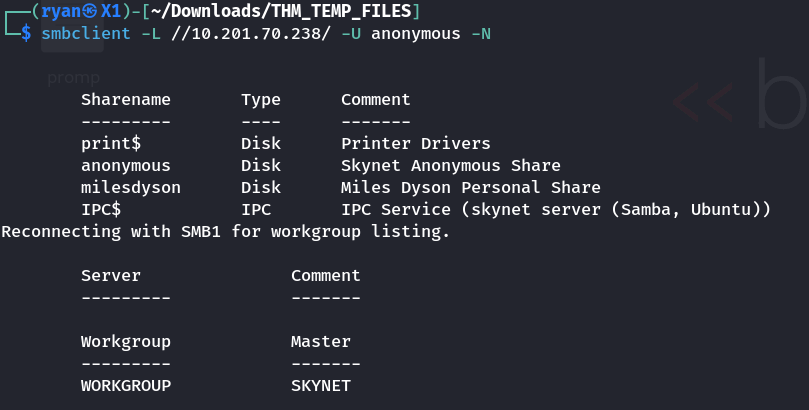 ┌──(ryan㉿X1)-[~/Downloads/THM_TEMP_FILES]
└─$ smbclient -L //10.201.70.238/ -U anonymous -N
promp
<< b
Sharename       Type      Comment
---------       ----      -------
print$          Disk      Printer Drivers
anonymous       Disk      Skynet Anonymous Share
milesdyson      Disk      Miles Dyson Personal Share
IPC$            IPC       IPC Service (skynet server (Samba, Ubuntu))
Reconnecting with SMB1 for workgroup listing.
Server               Comment
---------            -------
Workgroup            Master
---------            -------
WORKGROUP            SKYNET